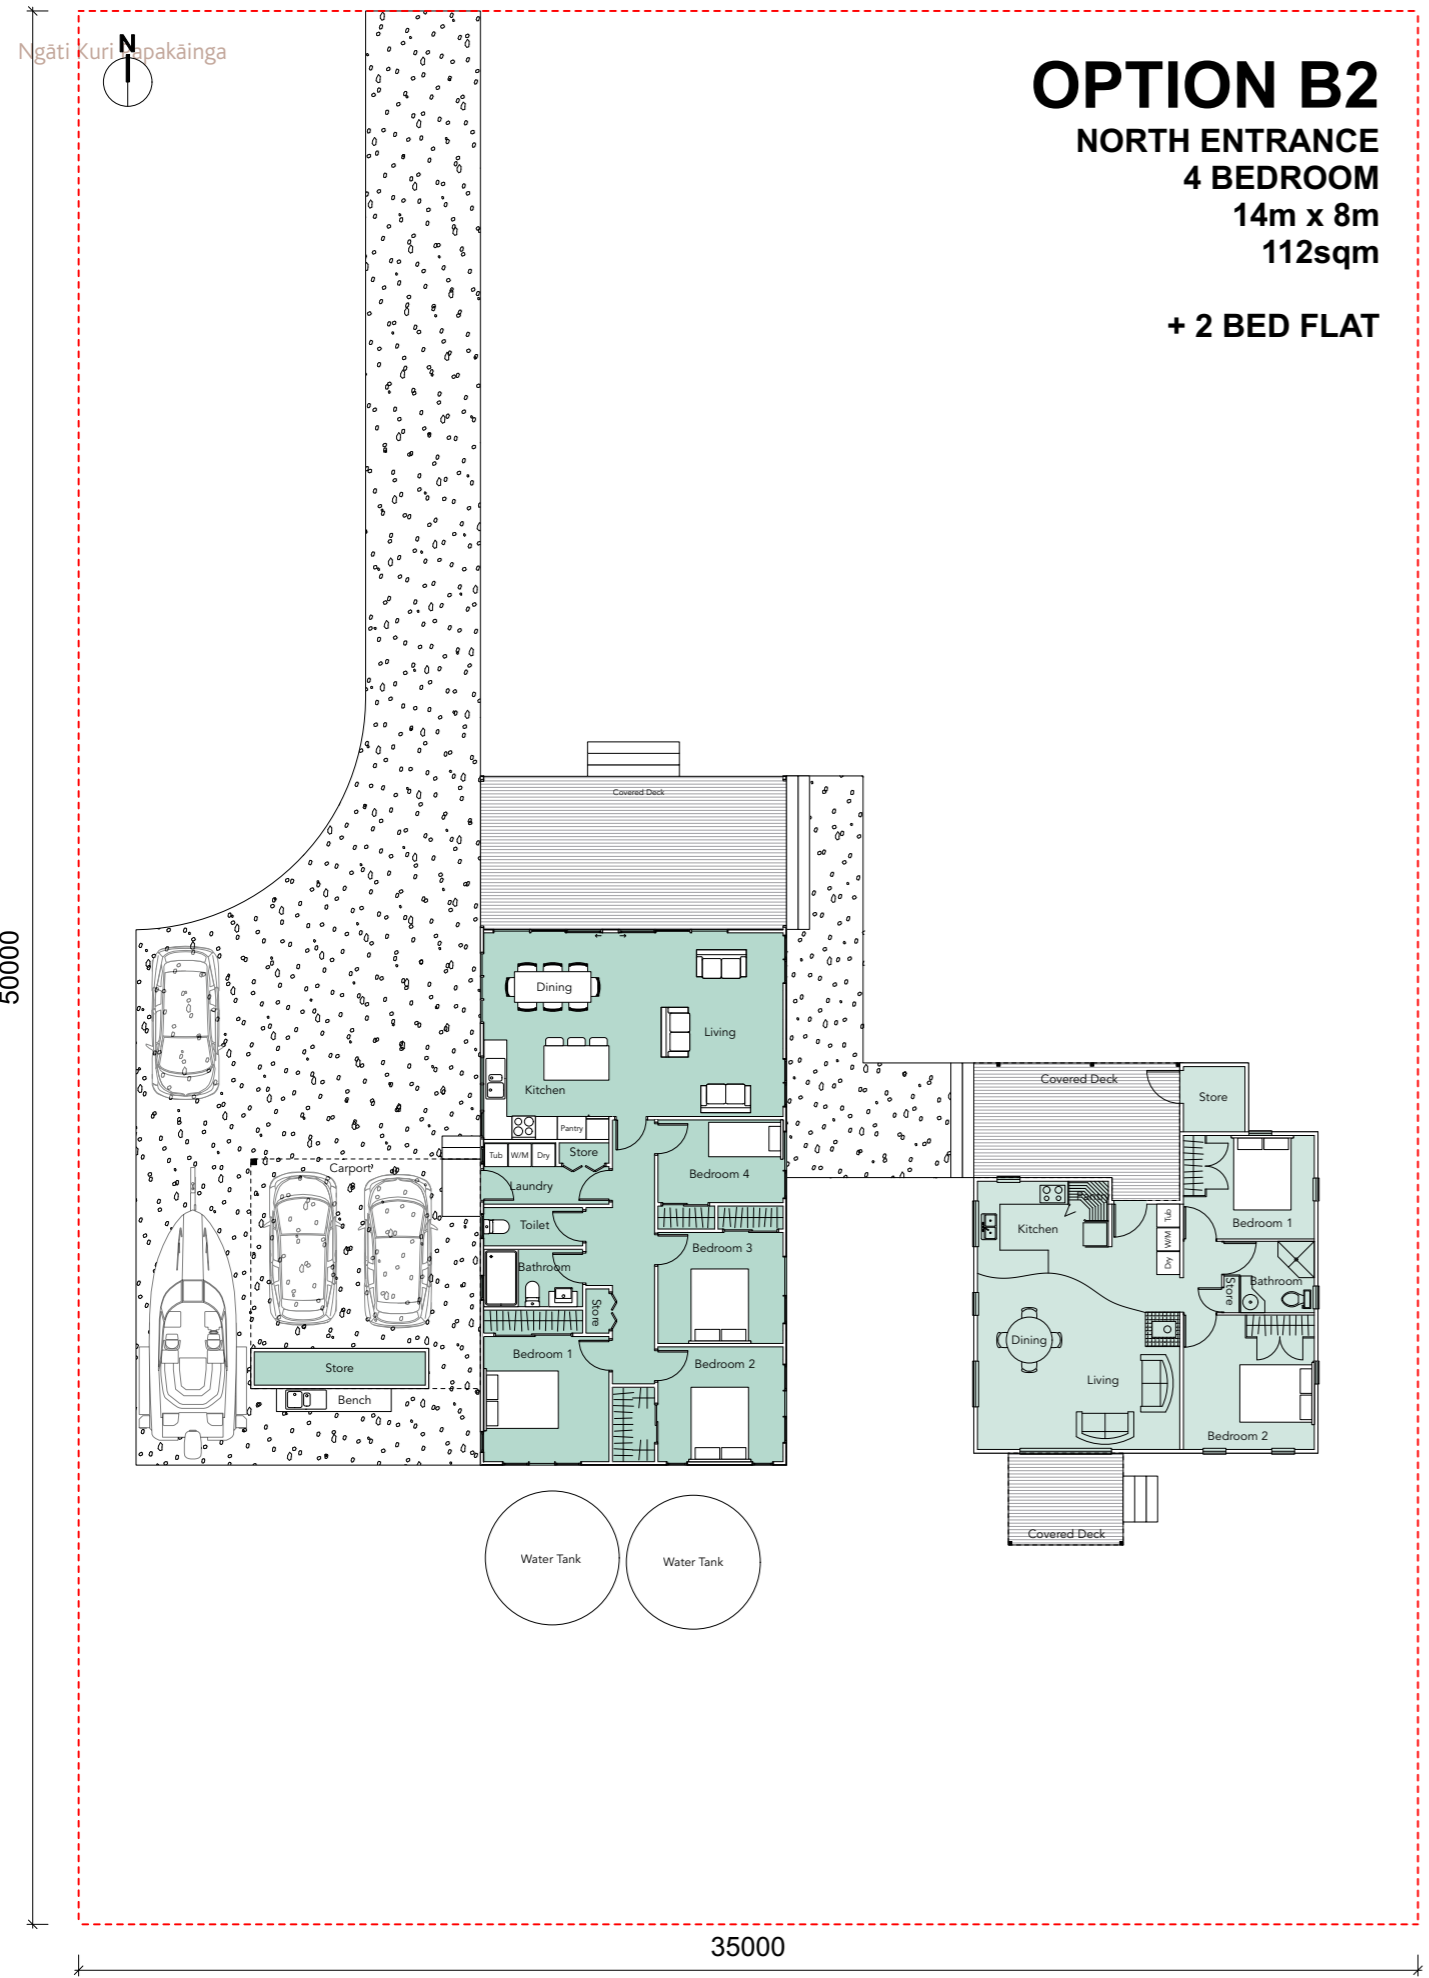 Ngāti Kuri Papakāinga
N
OPTION B2
NORTH ENTRANCE
4 BEDROOM
14m x 8m
112sqm
+ 2 BED FLAT
50000
Covered Deck
Dining
Living
Kitchen
Pantry
Tub
W/M
Dry
Store
Carport
Laundry
Bedroom 4
Toilet
Bedroom 3
Bathroom
Store
Bedroom 1
Bedroom 2
Store
Bench
Water Tank
Water Tank
Covered Deck
Store
Pantry
Kitchen
Tub
W/M
Dry
Bedroom 1
Bathroom
Store
Dining
Living
Bedroom 2
Covered Deck
35000